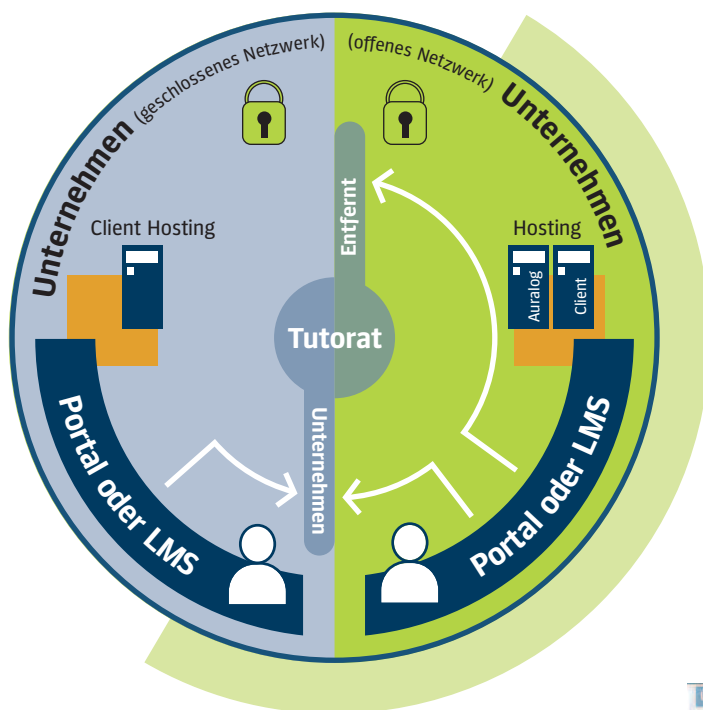 Unternehmen (geschlossenes Netzwerk)
(offenes Netzwerk) Unternehmen
Client Hosting
Hosting
Auralog
Client
Entfernt
Tutorat
Unternehmen
Portal oder LMS
Portal oder LMS